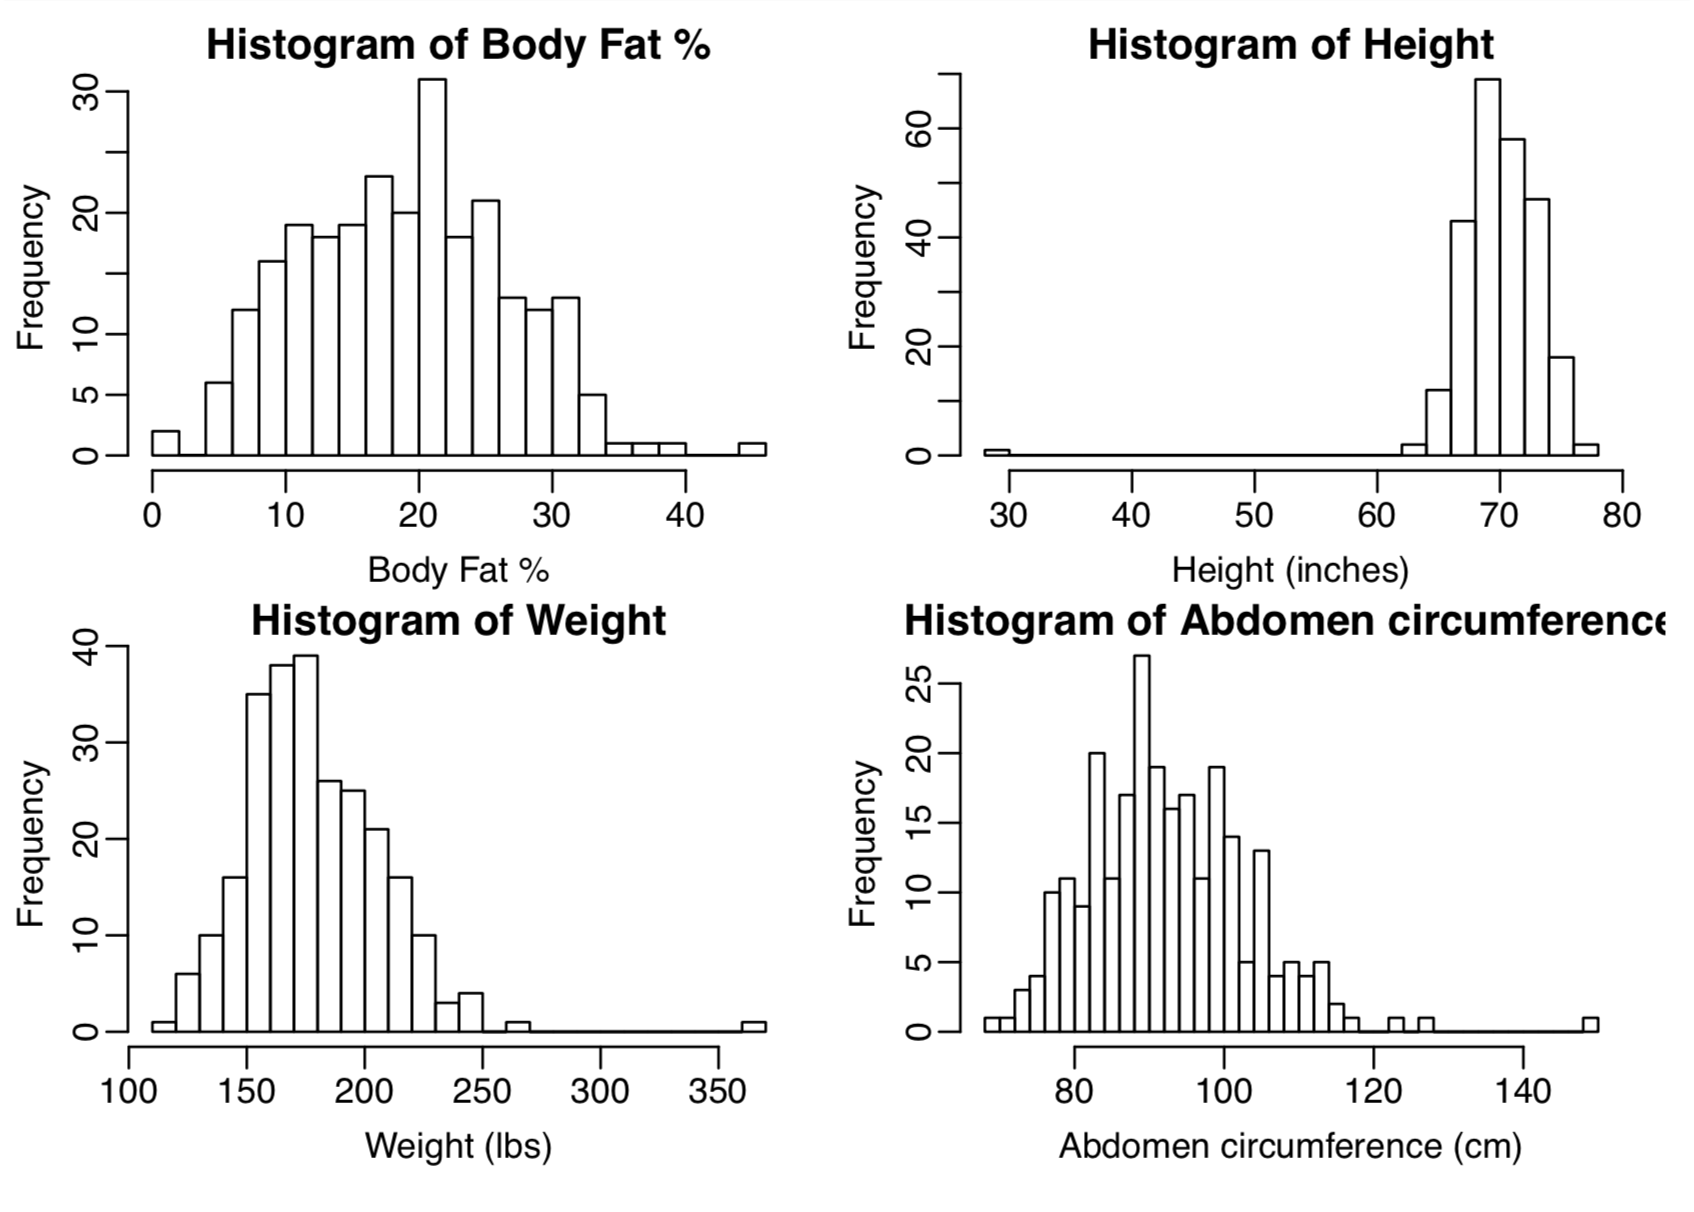 Histogram of Body Fat %
Frequency
0 5 10 20 30
0 10 20 30 40
Body Fat %
Histogram of Height
Frequency
0 20 40 60
30 40 50 60 70 80
Height (inches)
Histogram of Weight
Frequency
0 10 20 30 40
100 150 200 250 300 350
Weight (lbs)
Histogram of Abdomen circumference
Frequency
0 5 10 15 20 25
80 100 120 140
Abdomen circumference (cm)